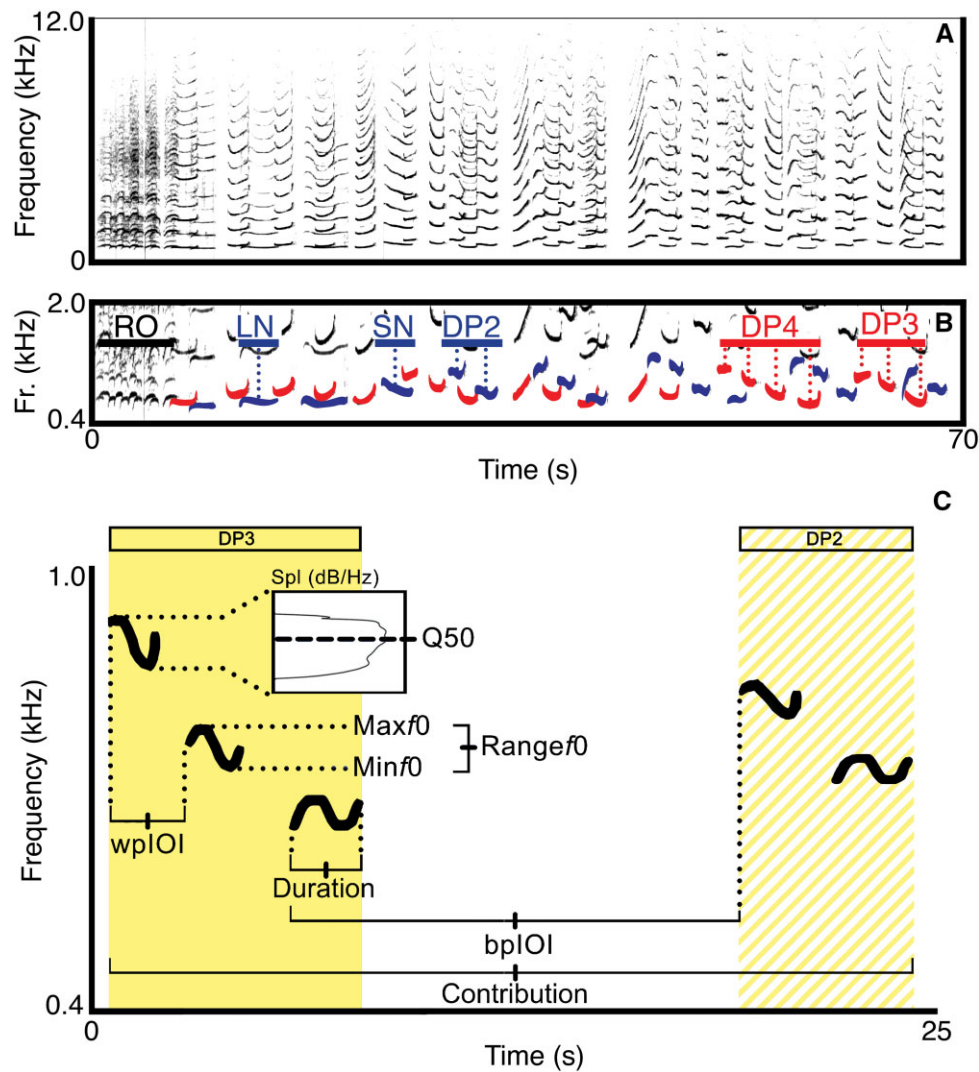 12.0
A
Frequency (kHz)
0
2.0
B
RO LN SN DP2 DP4 DP3
Fr. (kHz)
0.4
0 70
Time (s)
C
DP3 DP2
1.0
Spl (dB/Hz)
Q50
Maxf0
Rangef0
Minf0
Frequency (kHz)
wpIOI
Duration
bpIOI
Contribution
0.4
0 25
Time (s)